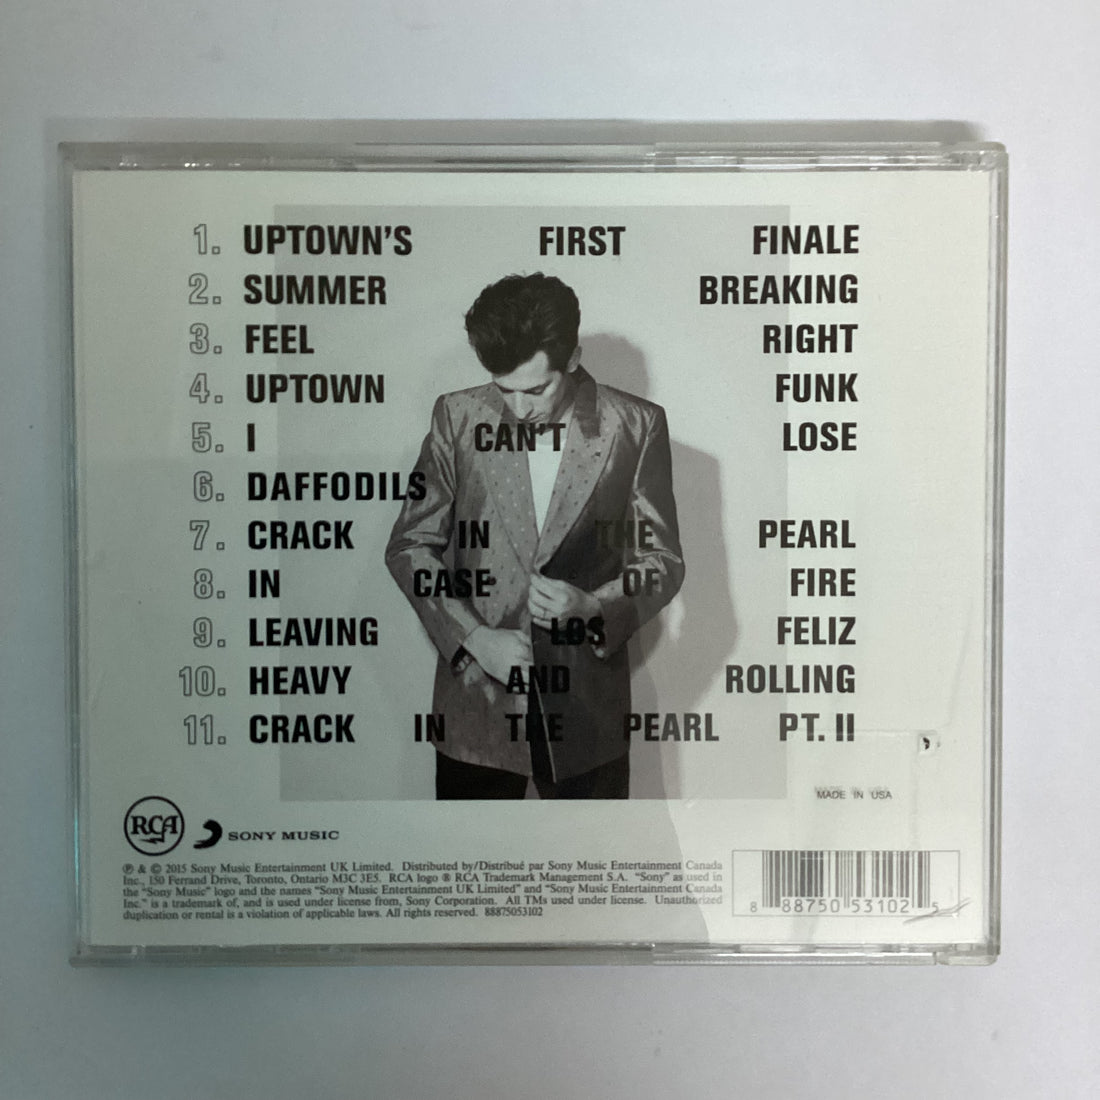 1. UPTOWN'S FIRST FINALE
2. SUMMER BREAKING
3. FEEL RIGHT
4. UPTOWN FUNK
5. I CAN'T LOSE
6. DAFFODILS
7. CRACK IN THE PEARL
8. IN CASE OF FIRE
9. LEAVING LOS FELIZ
10. HEAVY AND ROLLING
11. CRACK IN THE PEARL PT. II
MADE IN USA
RCA SONY MUSIC
℗ & © 2015 Sony Music Entertainment UK Limited. Distributed by/Distribué par Sony Music Entertainment Canada
Inc., 150 Ferrand Drive, Toronto, Ontario M3C 3E5. RCA logo ® RCA Trademark Management S.A. "Sony" as used in
the "Sony Music" logo and the names "Sony Music Entertainment UK Limited" and "Sony Music Entertainment Canada
Inc." is a trademark of, and is used under license from, Sony Corporation. All TMs used under license. Unauthorized
duplication or rental is a violation of applicable laws. All rights reserved. 88875053102
8 88750 53102 5